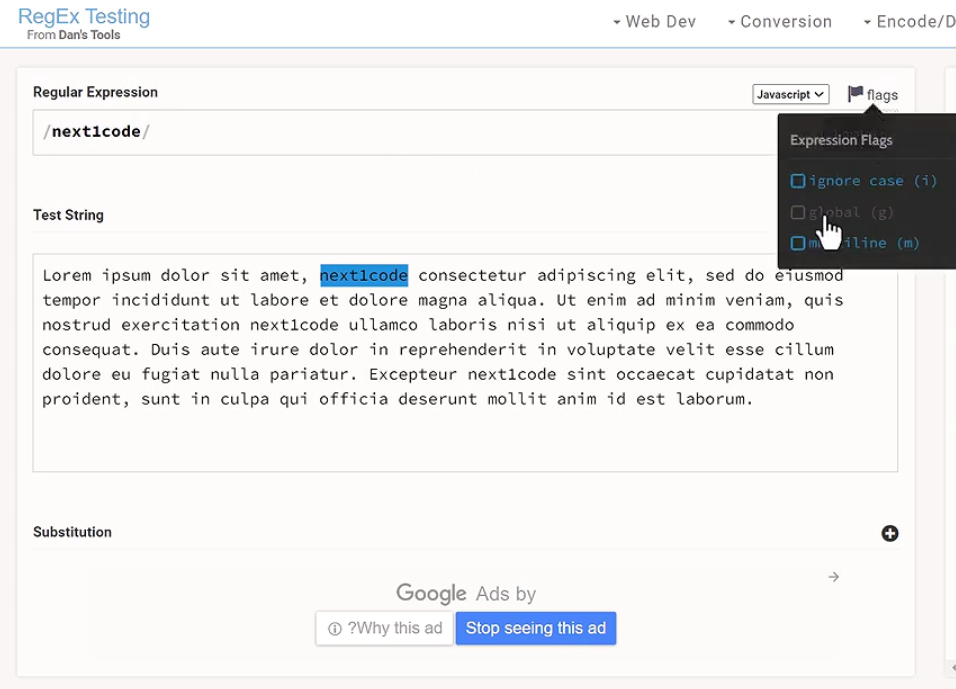 RegEx Testing
From Dan's Tools
Web Dev
Conversion
Encode/D
Regular Expression
Javascript
flags
/next1code/
Expression Flags
ignore case (i)
global (g)
(m)
Test String
Lorem ipsum dolor sit amet, next1code consectetur adipiscing elit, sed do eiusmod
tempor incididunt ut labore et dolore magna aliqua. Ut enim ad minim veniam, quis
nostrud exercitation next1code ullamco laboris nisi ut aliquip ex ea commodo
consequat. Duis aute irure dolor in reprehenderit in voluptate velit esse cillum
dolore eu fugiat nulla pariatur. Excepteur next1code sint occaecat cupidatat non
proident, sunt in culpa qui officia deserunt mollit anim id est laborum.
Substitution
Google Ads by
?Why this ad
Stop seeing this ad